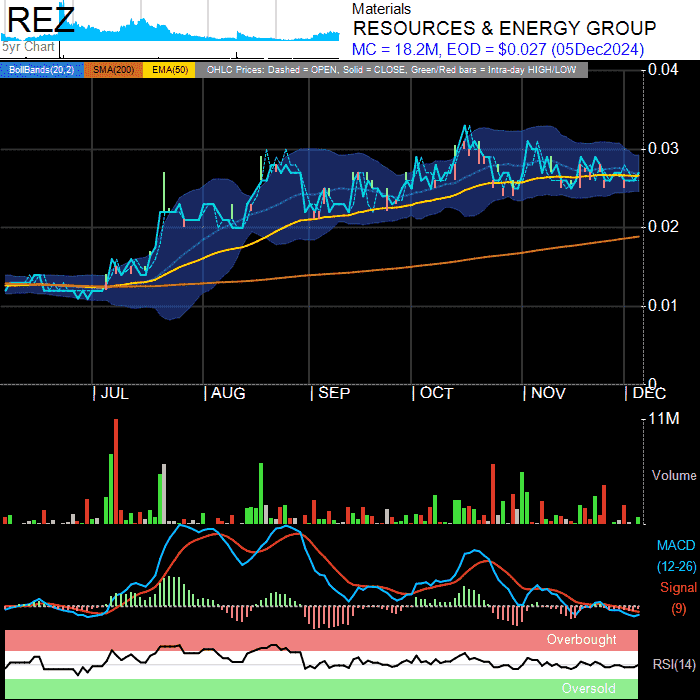 REZ
5yr Chart
Materials
RESOURCES & ENERGY GROUP
MC = 18.2M, EOD = $0.027 (05Dec2024)
BollBands(20,2) SMA(200) EMA(50) OHLC Prices: Dashed = OPEN, Solid = CLOSE, Green/Red bars = Intra-day HIGH/LOW
0.04
0.03
0.02
0.01
0
| JUL | AUG | SEP | OCT | NOV | DEC
11M
Volume
MACD
(12-26)
Signal
(9)
Overbought
RSI(14)
Oversold